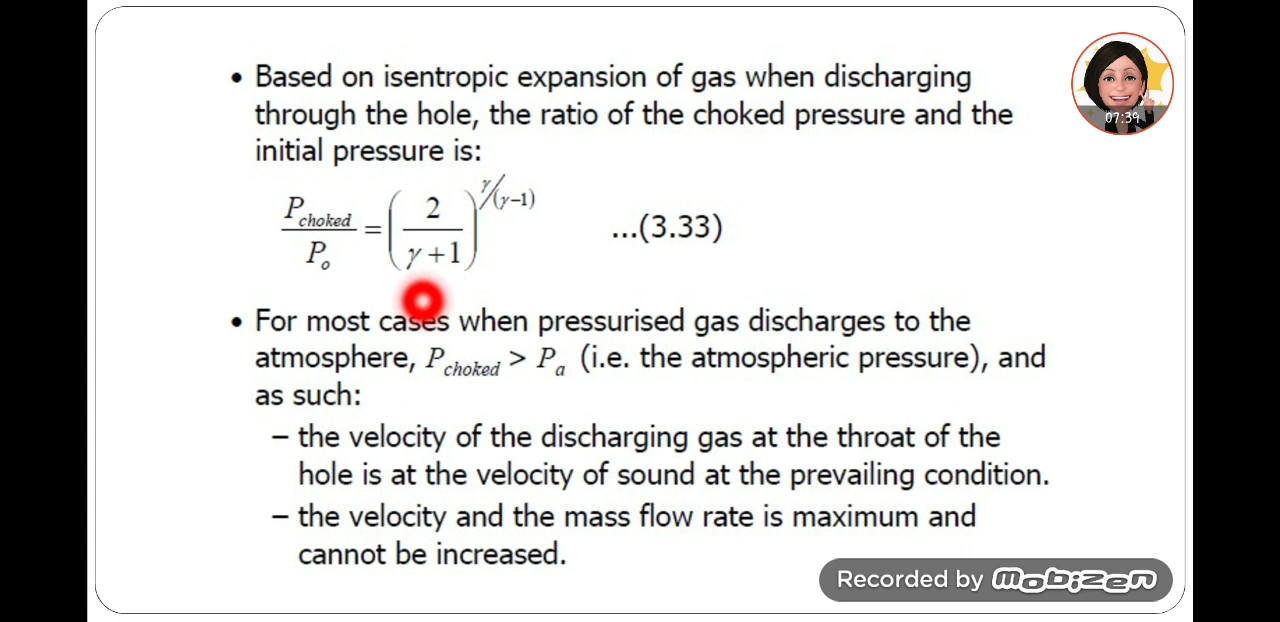 • Based on isentropic expansion of gas when discharging
through the hole, the ratio of the choked pressure and the
initial pressure is:
P_choked / P_o = ( 2 / (γ + 1) )^(γ/(γ−1)) ...(3.33)
• For most cases when pressurised gas discharges to the
atmosphere, P_choked > P_a (i.e. the atmospheric pressure), and
as such:
– the velocity of the discharging gas at the throat of the
hole is at the velocity of sound at the prevailing condition.
– the velocity and the mass flow rate is maximum and
cannot be increased.
07:39
Recorded by mobizen